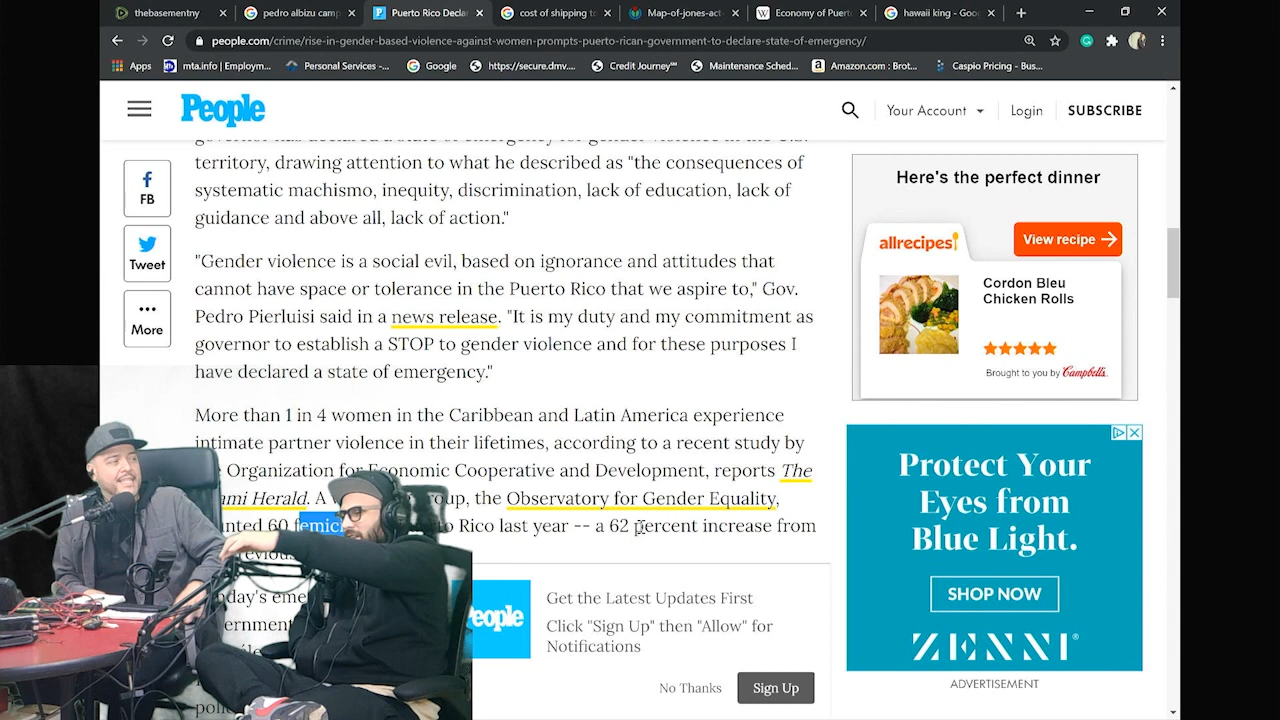 thebasementny
pedro albizu camp
Puerto Rico Decla
cost of shipping to
Map-of-jones-act-
Economy of Puert
hawaii king - Goo
people.com/crime/rise-in-gender-based-violence-against-women-prompts-puerto-rican-government-to-declare-state-of-emergency/
Apps
mta.info | Employm...
Personal Services -...
Google
https://secure.dmv....
Credit Journey℠
Maintenance Sched...
Amazon.com : Brot...
Caspio Pricing - Bus...
People
Your Account
Login
SUBSCRIBE
FB
Tweet
More
governor has declared a state of emergency for gender violence in the U.S.
territory, drawing attention to what he described as "the consequences of
systematic machismo, inequity, discrimination, lack of education, lack of
guidance and above all, lack of action."
"Gender violence is a social evil, based on ignorance and attitudes that
cannot have space or tolerance in the Puerto Rico that we aspire to," Gov.
Pedro Pierluisi said in a news release. "It is my duty and my commitment as
governor to establish a STOP to gender violence and for these purposes I
have declared a state of emergency."
More than 1 in 4 women in the Caribbean and Latin America experience
intimate partner violence in their lifetimes, according to a recent study by
Organization for Economic Cooperative and Development, reports The
Herald. A the Observatory for Gender Equality,
60 Rico last year -- a 62 percent increase from
Here's the perfect dinner
allrecipes
View recipe
Cordon Bleu
Chicken Rolls
Brought to you by Campbell's
Protect Your
Eyes from
Blue Light.
SHOP NOW
ZENNI®
ADVERTISEMENT
Get the Latest Updates First
Click "Sign Up" then "Allow" for
Notifications
No Thanks
Sign Up